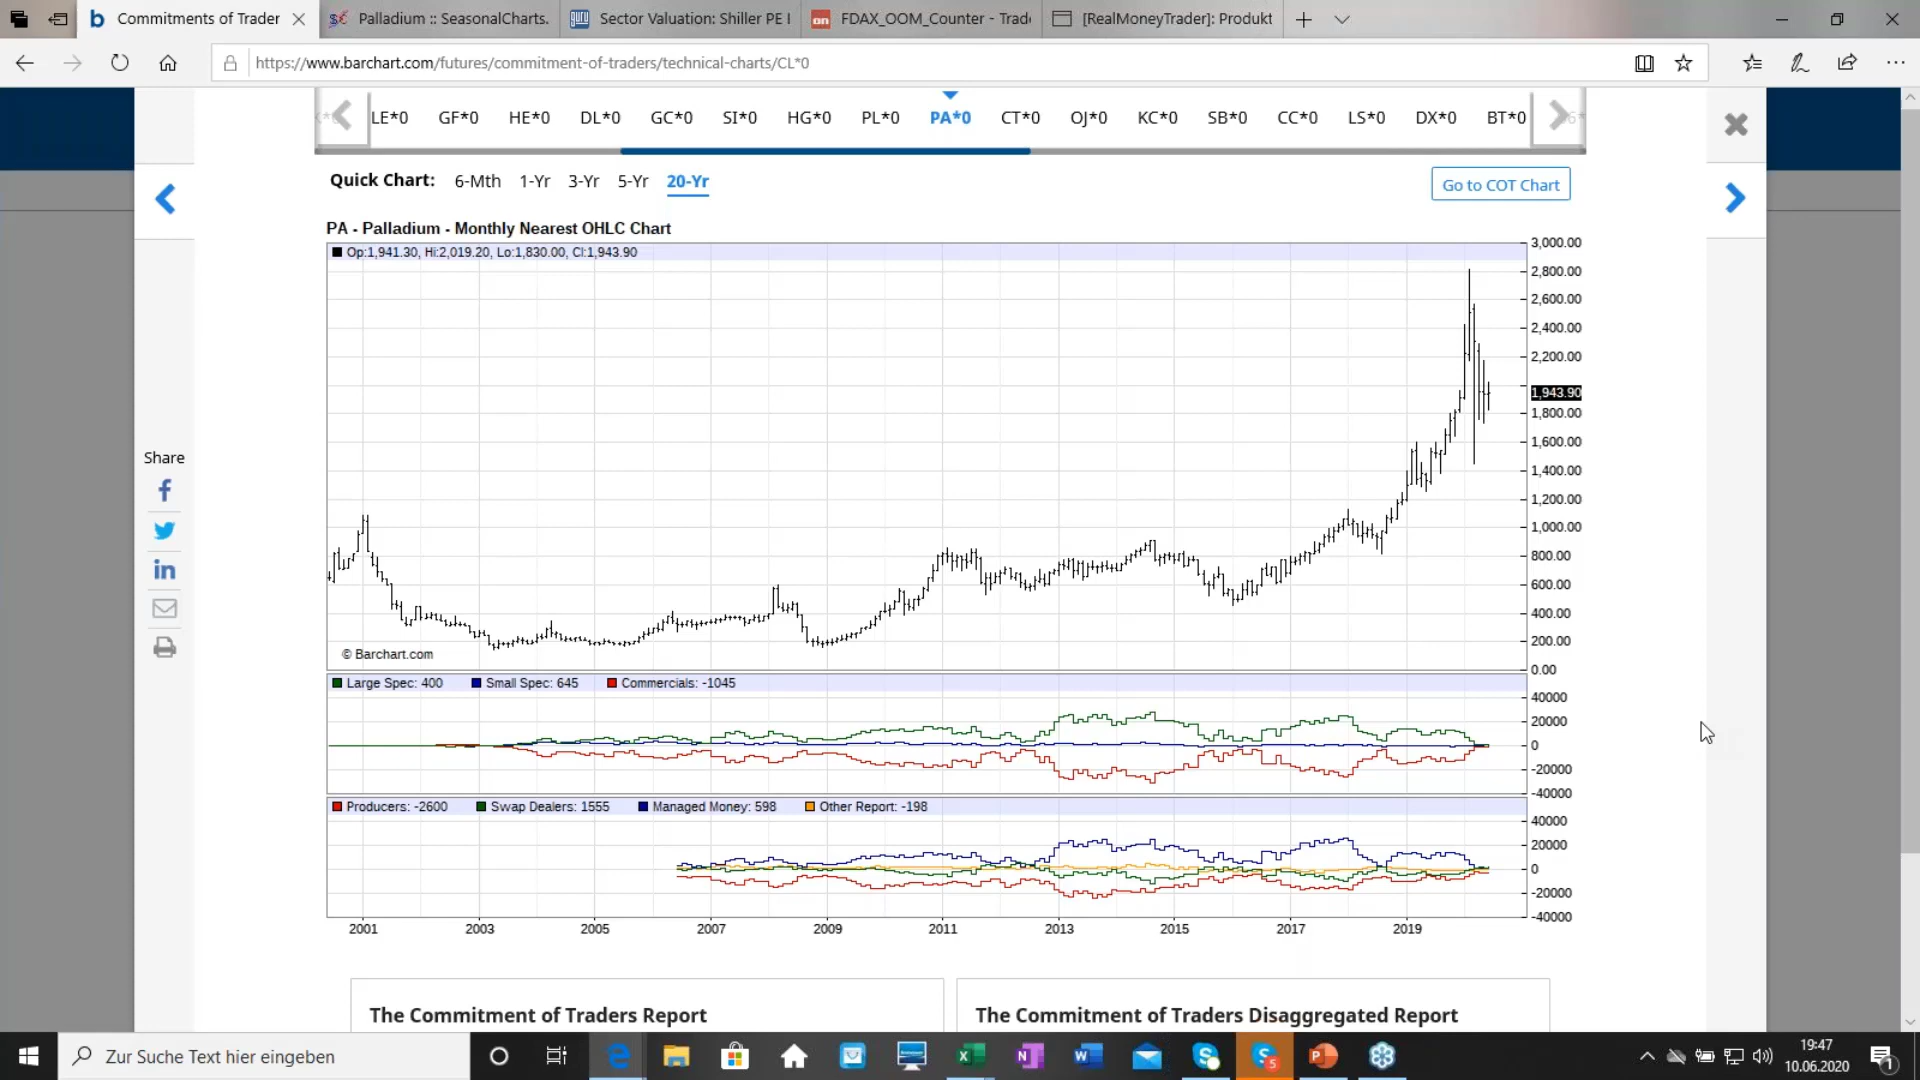 Commitments of Trader
Palladium :: SeasonalCharts.
Sector Valuation: Shiller PE
FDAX_OOM_Counter - Trade
[RealMoneyTrader]: Produkt
https://www.barchart.com/futures/commitment-of-traders/technical-charts/CL*0
LE*0 GF*0 HE*0 DL*0 GC*0 SI*0 HG*0 PL*0 PA*0 CT*0 OJ*0 KC*0 SB*0 CC*0 LS*0 DX*0 BT*0
Quick Chart: 6-Mth 1-Yr 3-Yr 5-Yr 20-Yr
Go to COT Chart
PA - Palladium - Monthly Nearest OHLC Chart
Op:1,941.30, Hi:2,019.20, Lo:1,830.00, Cl:1,943.90
3,000.00
2,800.00
2,600.00
2,400.00
2,200.00
1,943.90
1,800.00
1,600.00
1,400.00
1,200.00
1,000.00
800.00
600.00
400.00
200.00
0.00
© Barchart.com
Share
Large Spec: 400 Small Spec: 645 Commercials: -1045
40000
20000
0
-20000
-40000
Producers: -2600 Swap Dealers: 1555 Managed Money: 598 Other Report: -198
40000
20000
0
-20000
-40000
2001 2003 2005 2007 2009 2011 2013 2015 2017 2019
The Commitment of Traders Report
The Commitment of Traders Disaggregated Report
Zur Suche Text hier eingeben
19:47
10.06.2020